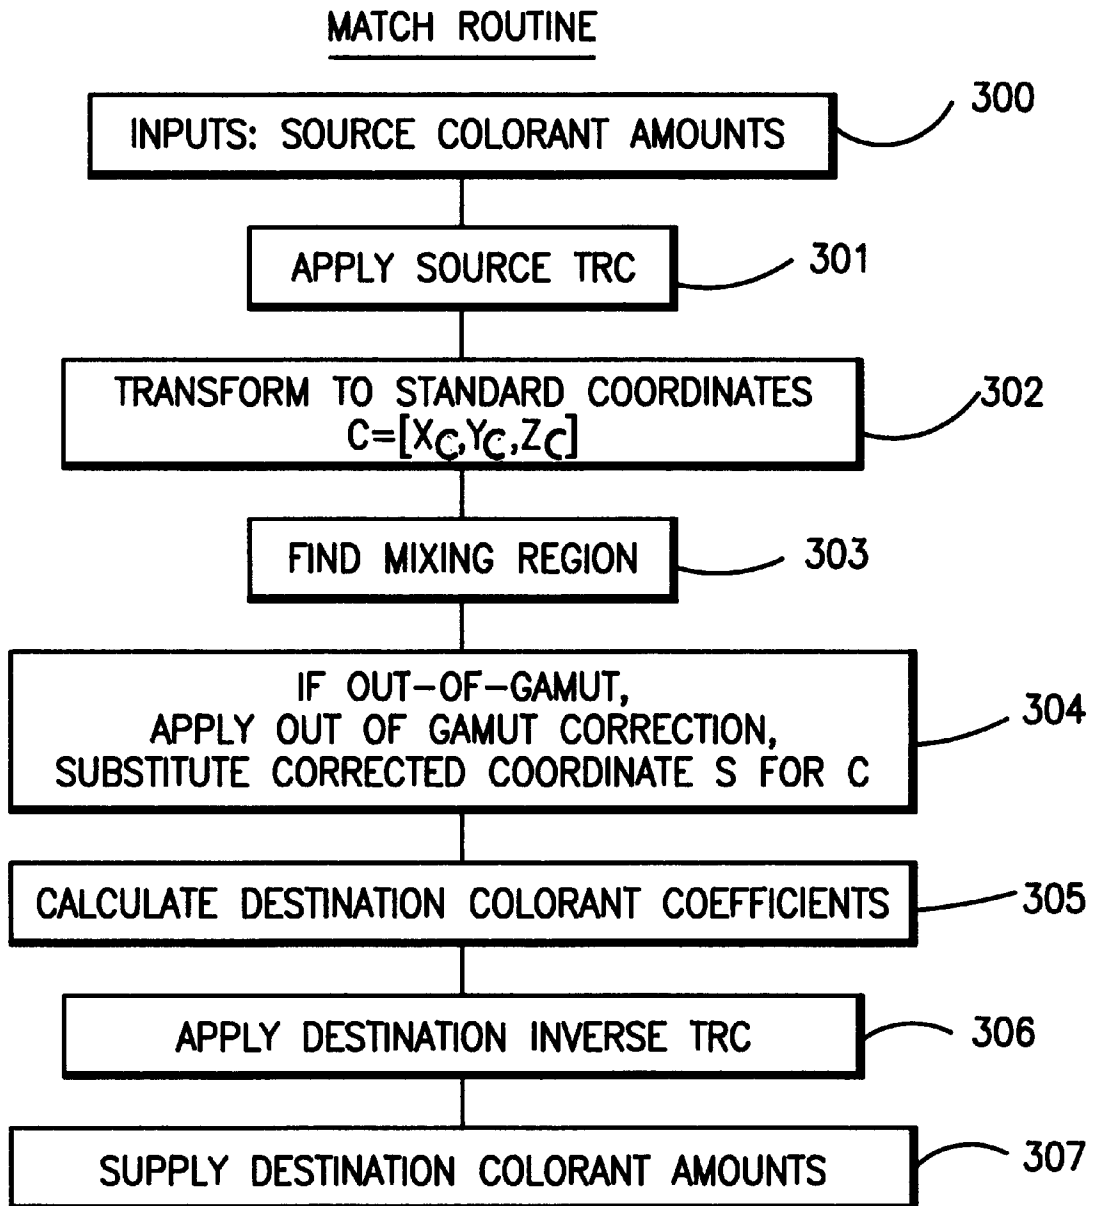 MATCH ROUTINE
INPUTS: SOURCE COLORANT AMOUNTS
300
APPLY SOURCE TRC
301
TRANSFORM TO STANDARD COORDINATES
C=[XC,YC,ZC]
302
FIND MIXING REGION
303
IF OUT-OF-GAMUT,
APPLY OUT OF GAMUT CORRECTION,
SUBSTITUTE CORRECTED COORDINATE S FOR C
304
CALCULATE DESTINATION COLORANT COEFFICIENTS
305
APPLY DESTINATION INVERSE TRC
306
SUPPLY DESTINATION COLORANT AMOUNTS
307